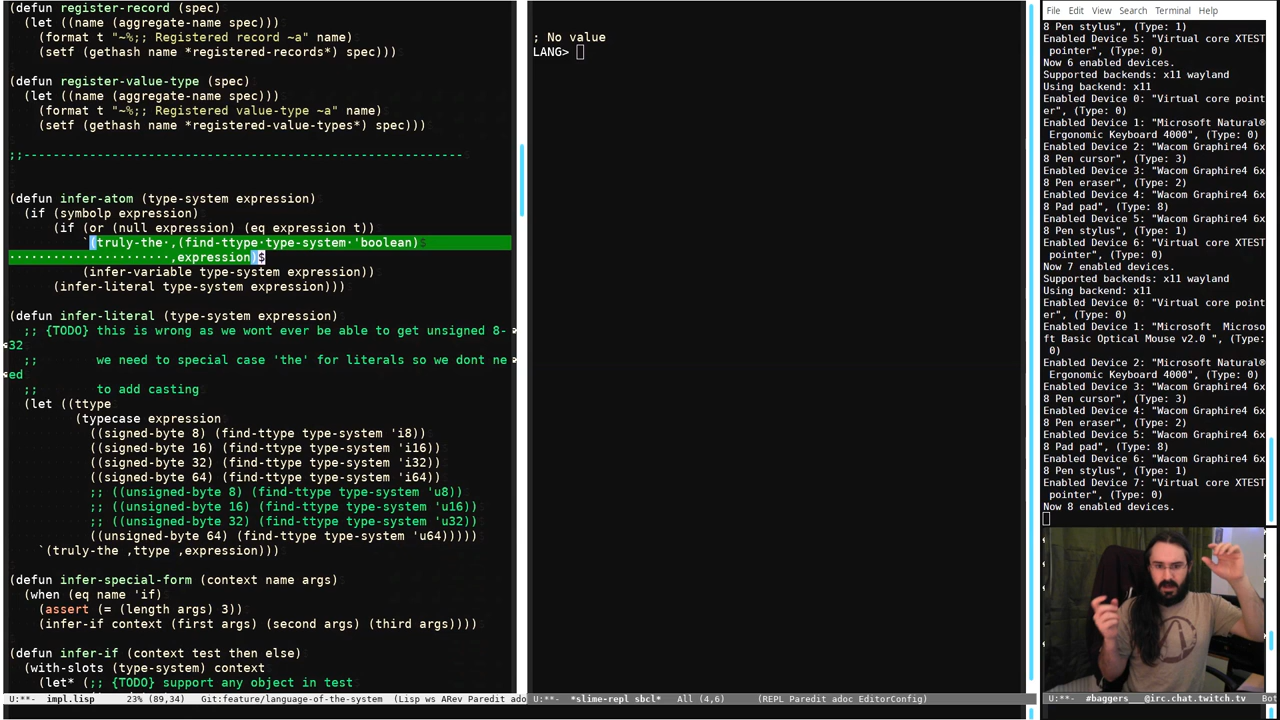 (defun register-record (spec)
  (let ((name (aggregate-name spec)))
    (format t "~%;; Registered record ~a" name)
    (setf (gethash name *registered-records*) spec)))
(defun register-value-type (spec)
  (let ((name (aggregate-name spec)))
    (format t "~%;; Registered value-type ~a" name)
    (setf (gethash name *registered-value-types*) spec)))
;;------------------------------------------------------------
(defun infer-atom (type-system expression)
  (if (symbolp expression)
      (if (or (null expression) (eq expression t))
          `(truly-the·,(find-ttype·type-system·'boolean)$
······················,expression)$
          (infer-variable type-system expression))
      (infer-literal type-system expression)))
(defun infer-literal (type-system expression)
  ;; {TODO} this is wrong as we wont ever be able to get unsigned 8-
32
  ;;        we need to special case 'the' for literals so we dont ne
ed
  ;;        to add casting
  (let ((ttype
         (typecase expression
           ((signed-byte 8) (find-ttype type-system 'i8))
           ((signed-byte 16) (find-ttype type-system 'i16))
           ((signed-byte 32) (find-ttype type-system 'i32))
           ((signed-byte 64) (find-ttype type-system 'i64))
           ;; ((unsigned-byte 8) (find-ttype type-system 'u8))
           ;; ((unsigned-byte 16) (find-ttype type-system 'u16))
           ;; ((unsigned-byte 32) (find-ttype type-system 'u32))
           ((unsigned-byte 64) (find-ttype type-system 'u64)))))
    `(truly-the ,ttype ,expression)))
(defun infer-special-form (context name args)
  (when (eq name 'if)
    (assert (= (length args) 3))
    (infer-if context (first args) (second args) (third args))))
(defun infer-if (context test then else)
  (with-slots (type-system) context
    (let* (;; {TODO} support any object in test
U:**-  impl.lisp      23% (89,34)    Git:feature/language-of-the-system  (Lisp ws ARev Paredit ado
; No value
LANG>
U:**-  *slime-repl sbcl*   All (4,6)      (REPL Paredit adoc EditorConfig)
File Edit View Search Terminal Help
8 Pen stylus", (Type: 1)
Enabled Device 5: "Virtual core XTEST
pointer", (Type: 0)
Now 6 enabled devices.
Supported backends: x11 wayland
Using backend: x11
Enabled Device 0: "Virtual core point
er", (Type: 0)
Enabled Device 1: "Microsoft Natural®
 Ergonomic Keyboard 4000", (Type: 0)
Enabled Device 2: "Wacom Graphire4 6x
8 Pen cursor", (Type: 3)
Enabled Device 3: "Wacom Graphire4 6x
8 Pen eraser", (Type: 2)
Enabled Device 4: "Wacom Graphire4 6x
8 Pad pad", (Type: 8)
Enabled Device 5: "Wacom Graphire4 6x
8 Pen stylus", (Type: 1)
Enabled Device 6: "Virtual core XTEST
pointer", (Type: 0)
Now 7 enabled devices.
Supported backends: x11 wayland
Using backend: x11
Enabled Device 0: "Virtual core point
er", (Type: 0)
Enabled Device 1: "Microsoft  Microso
ft Basic Optical Mouse v2.0 ", (Type:
 0)
Enabled Device 2: "Microsoft Natural®
 Ergonomic Keyboard 4000", (Type: 0)
Enabled Device 3: "Wacom Graphire4 6x
8 Pen cursor", (Type: 3)
Enabled Device 4: "Wacom Graphire4 6x
8 Pen eraser", (Type: 2)
Enabled Device 5: "Wacom Graphire4 6x
8 Pad pad", (Type: 8)
Enabled Device 6: "Wacom Graphire4 6x
8 Pen stylus", (Type: 1)
Enabled Device 7: "Virtual core XTEST
pointer", (Type: 0)
Now 8 enabled devices.
U:**-  #baggers__@irc.chat.twitch.tv   Bot